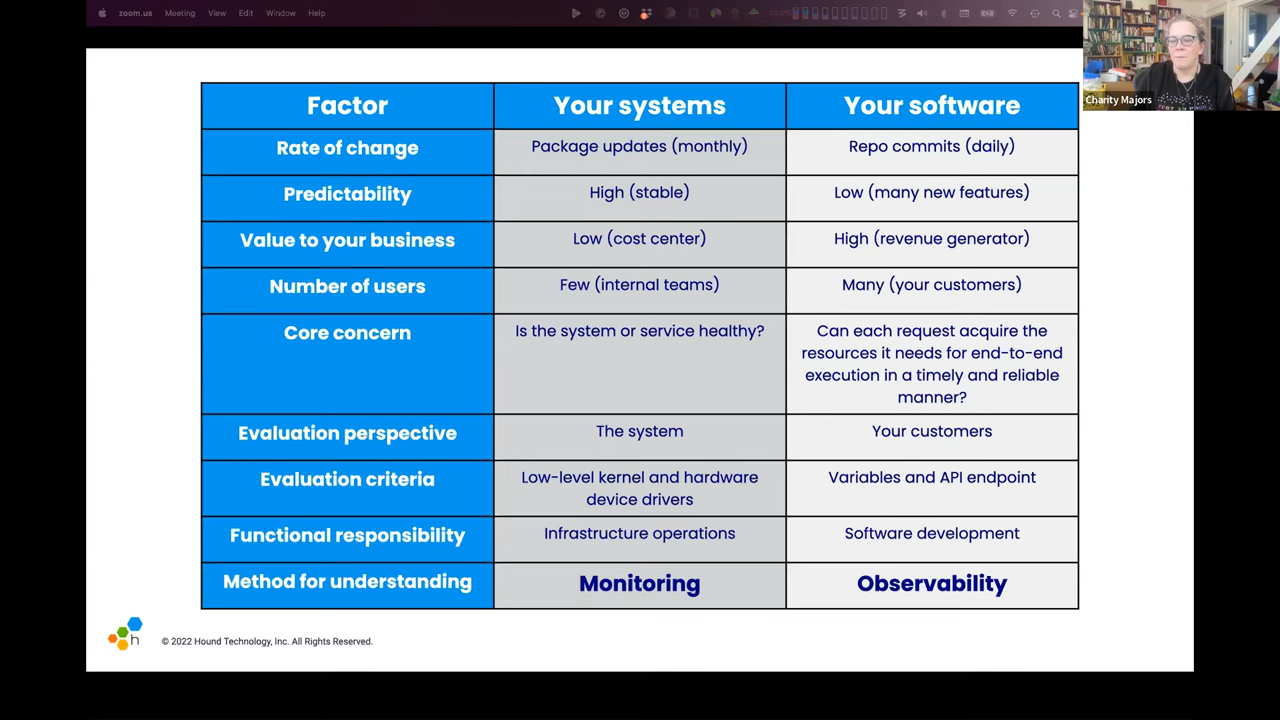 zoom.us Meeting View Edit Window Help
Charity Majors
Factor Your systems Your software
Rate of change Package updates (monthly) Repo commits (daily)
Predictability High (stable) Low (many new features)
Value to your business Low (cost center) High (revenue generator)
Number of users Few (internal teams) Many (your customers)
Core concern Is the system or service healthy? Can each request acquire the
resources it needs for end-to-end
execution in a timely and reliable
manner?
Evaluation perspective The system Your customers
Evaluation criteria Low-level kernel and hardware Variables and API endpoint
device drivers
Functional responsibility Infrastructure operations Software development
Method for understanding Monitoring Observability
h © 2022 Hound Technology, Inc. All Rights Reserved.